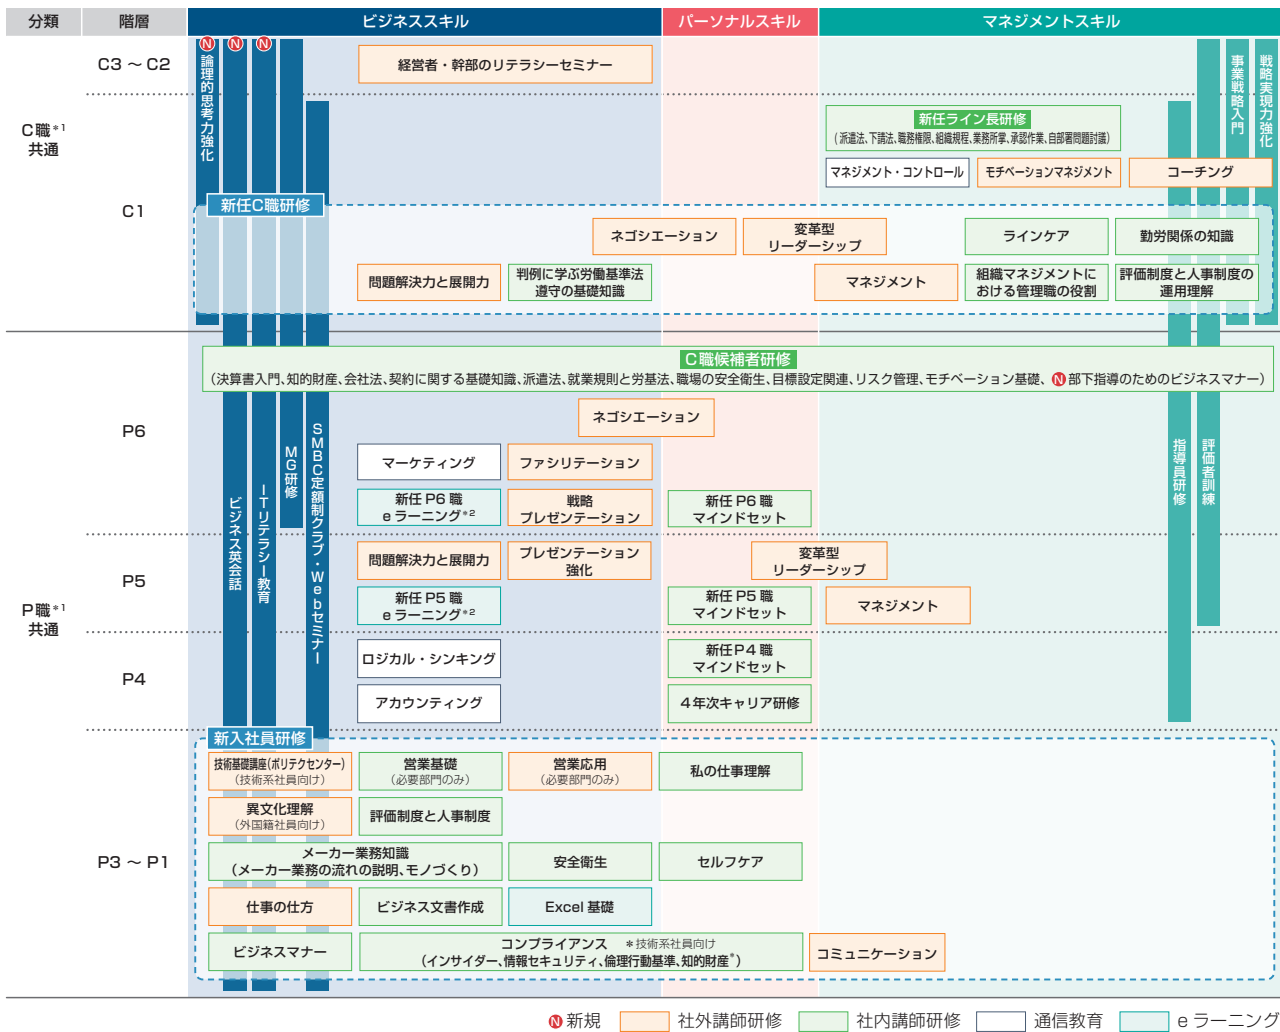 分類
階層
ビジネススキル
パーソナルスキル
マネジメントスキル
C職*1
共通
C3 ～ C2
C1
N
N
N
論理的思考力強化
ビジネス英会話
ITリテラシー教育
MG研修
SMBC定額制クラブ・Webセミナー
経営者・幹部のリテラシーセミナー
新任ライン長研修
(派遣法、下請法、職務権限、組織規程、業務所掌、承認作業、自部署問題討議)
マネジメント・コントロール
モチベーションマネジメント
コーチング
事業戦略入門
戦略実現力強化
指導員研修
評価者訓練
新任C職研修
ネゴシエーション
変革型
リーダーシップ
ラインケア
勤労関係の知識
問題解決力と展開力
判例に学ぶ労働基準法
遵守の基礎知識
マネジメント
組織マネジメントに
おける管理職の役割
評価制度と人事制度の
運用理解
P職*1
共通
P6
C職候補者研修
(決算書入門、知的財産、会社法、契約に関する基礎知識、派遣法、就業規則と労基法、職場の安全衛生、目標設定関連、リスク管理、モチベーション基礎、N部下指導のためのビジネスマナー)
ネゴシエーション
マーケティング
ファシリテーション
新任 P6 職
e ラーニング*2
戦略
プレゼンテーション
新任 P6 職
マインドセット
P5
問題解決力と展開力
プレゼンテーション
強化
変革型
リーダーシップ
新任 P5 職
e ラーニング*2
新任 P5 職
マインドセット
マネジメント
P4
ロジカル・シンキング
新任 P4 職
マインドセット
アカウンティング
4年次キャリア研修
P3 ～ P1
新入社員研修
技術基礎講座(ポリテクセンター)
(技術系社員向け)
営業基礎
(必要部門のみ)
営業応用
(必要部門のみ)
私の仕事理解
異文化理解
(外国籍社員向け)
評価制度と人事制度
メーカー業務知識
(メーカー業務の流れの説明、モノづくり)
安全衛生
セルフケア
仕事の仕方
ビジネス文書作成
Excel 基礎
ビジネスマナー
コンプライアンス *技術系社員向け
(インサイダー、情報セキュリティ、倫理行動基準、知的財産*)
コミュニケーション
N 新規
社外講師研修
社内講師研修
通信教育
e ラーニング